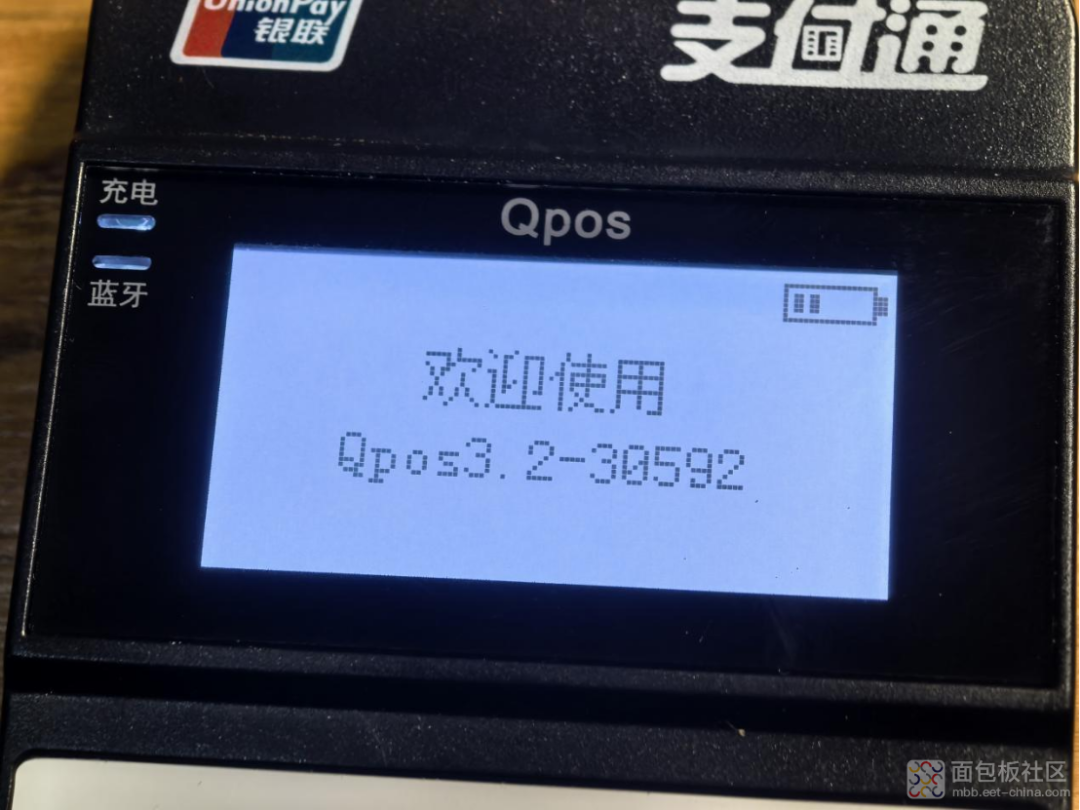 UnionPay
银联
支付通
充电
Qpos
蓝牙
欢迎使用
Qpos3.2-30592
面包板社区
mbb.eet-china.com